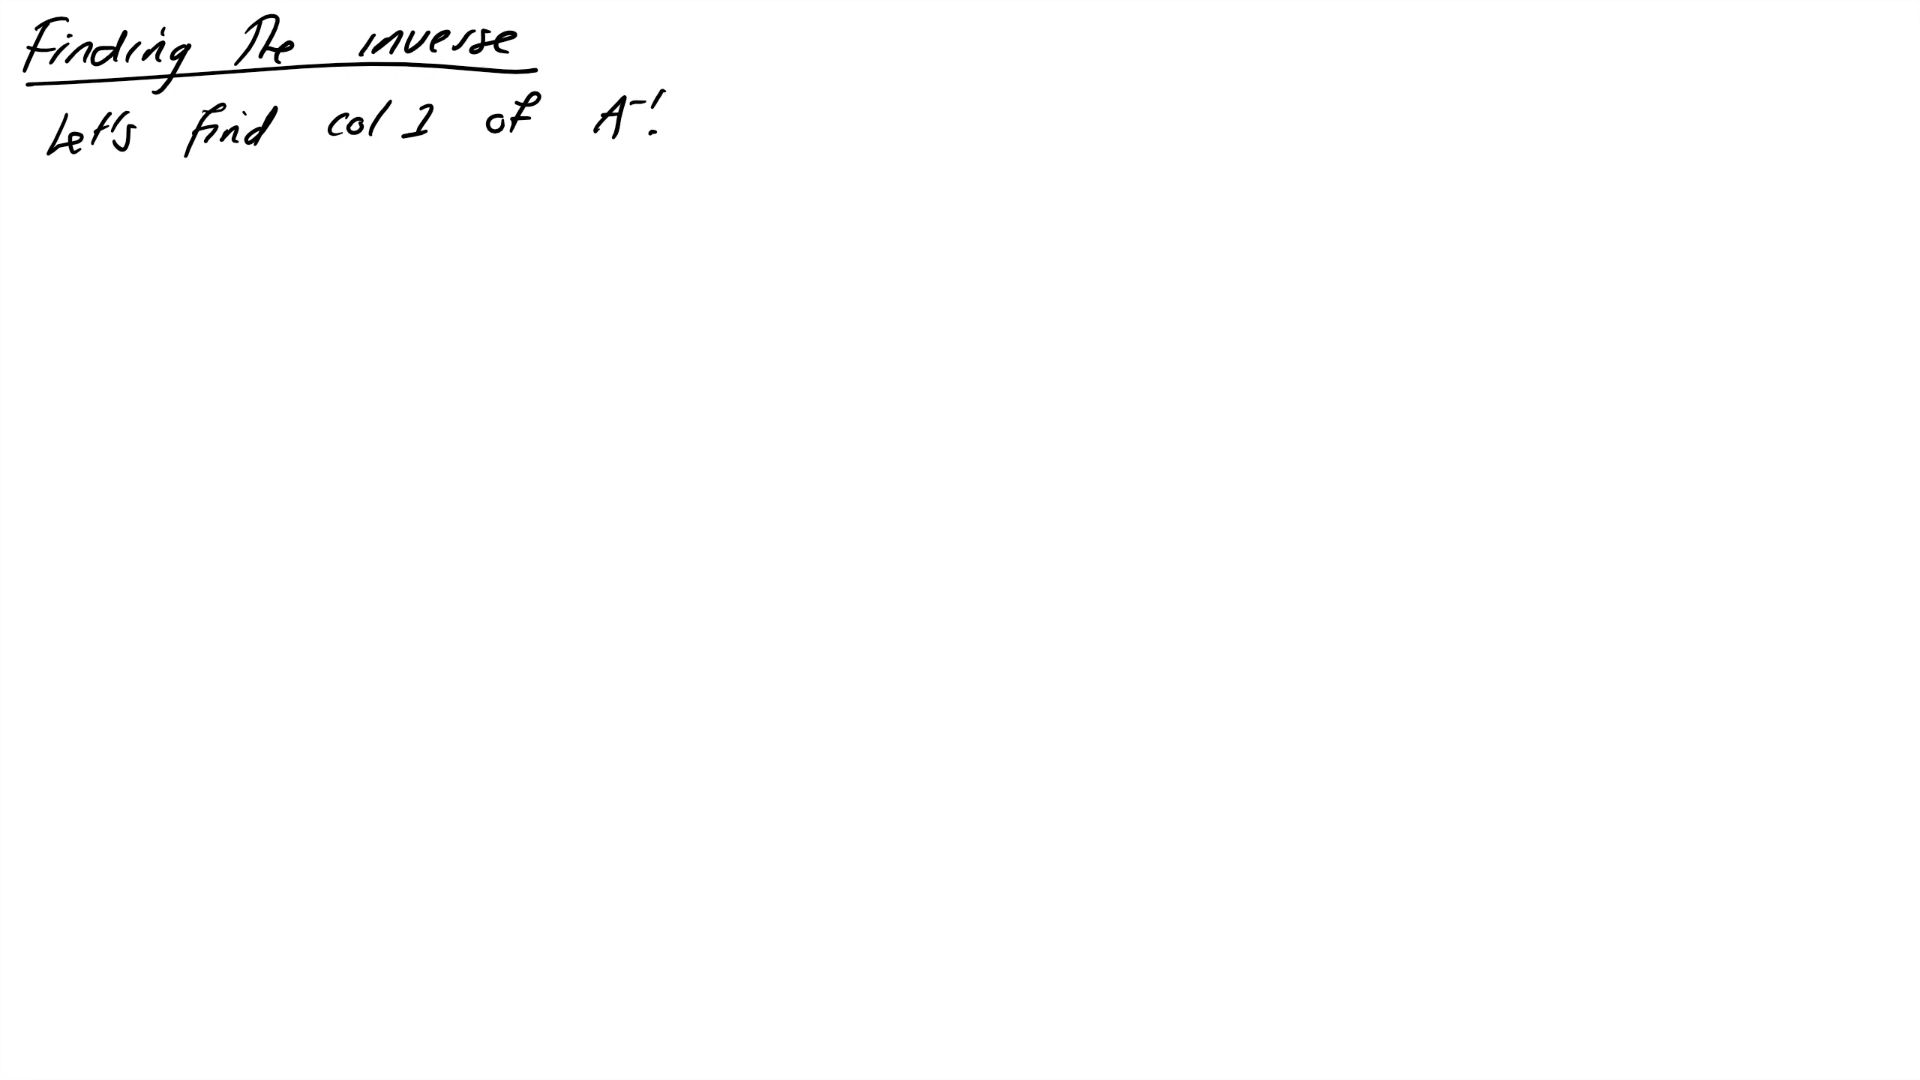 Finding The inverse
Let's find col 1 of A⁻¹.